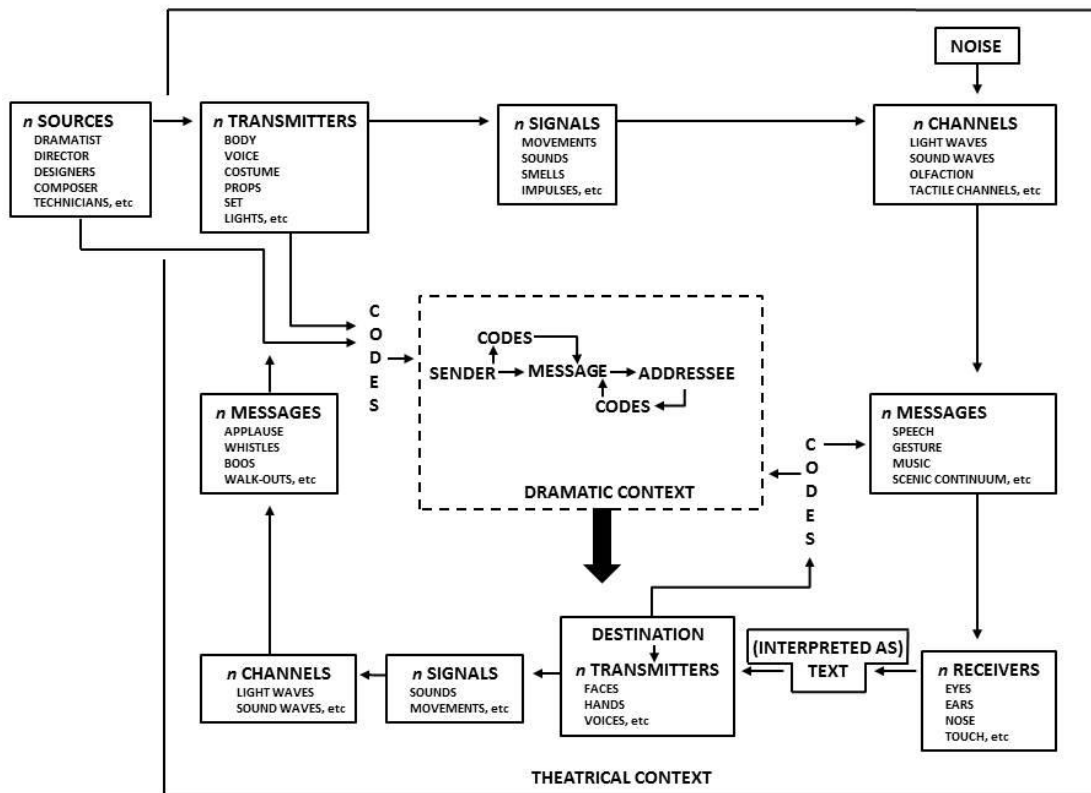 NOISE
n SOURCES
DRAMATIST
DIRECTOR
DESIGNERS
COMPOSER
TECHNICIANS, etc
n TRANSMITTERS
BODY
VOICE
COSTUME
PROPS
SET
LIGHTS, etc
n SIGNALS
MOVEMENTS
SOUNDS
SMELLS
IMPULSES, etc
n CHANNELS
LIGHT WAVES
SOUND WAVES
OLFACTION
TACTILE CHANNELS, etc
CODES
CODES
SENDER MESSAGE ADDRESSEE
CODES
DRAMATIC CONTEXT
n MESSAGES
APPLAUSE
WHISTLES
BOOS
WALK-OUTS, etc
CODES
n MESSAGES
SPEECH
GESTURE
MUSIC
SCENIC CONTINUUM, etc
n CHANNELS
LIGHT WAVES
SOUND WAVES, etc
n SIGNALS
SOUNDS
MOVEMENTS, etc
DESTINATION
n TRANSMITTERS
FACES
HANDS
VOICES, etc
(INTERPRETED AS)
TEXT
n RECEIVERS
EYES
EARS
NOSE
TOUCH, etc
THEATRICAL CONTEXT